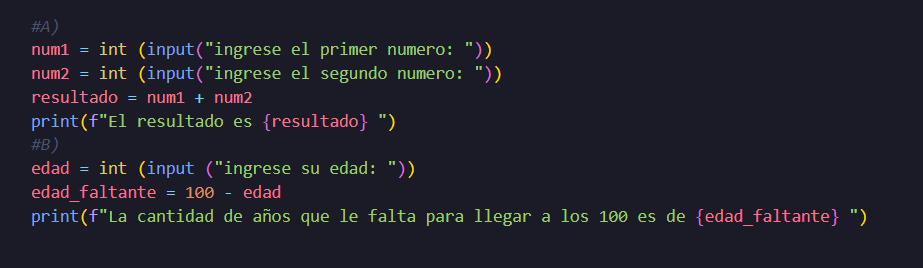 #A)
num1 = int (input("ingrese el primer numero: "))
num2 = int (input("ingrese el segundo numero: "))
resultado = num1 + num2
print(f"El resultado es {resultado} ")
#B)
edad = int (input ("ingrese su edad: "))
edad_faltante = 100 - edad
print(f"La cantidad de años que le falta para llegar a los 100 es de {edad_faltante} ")